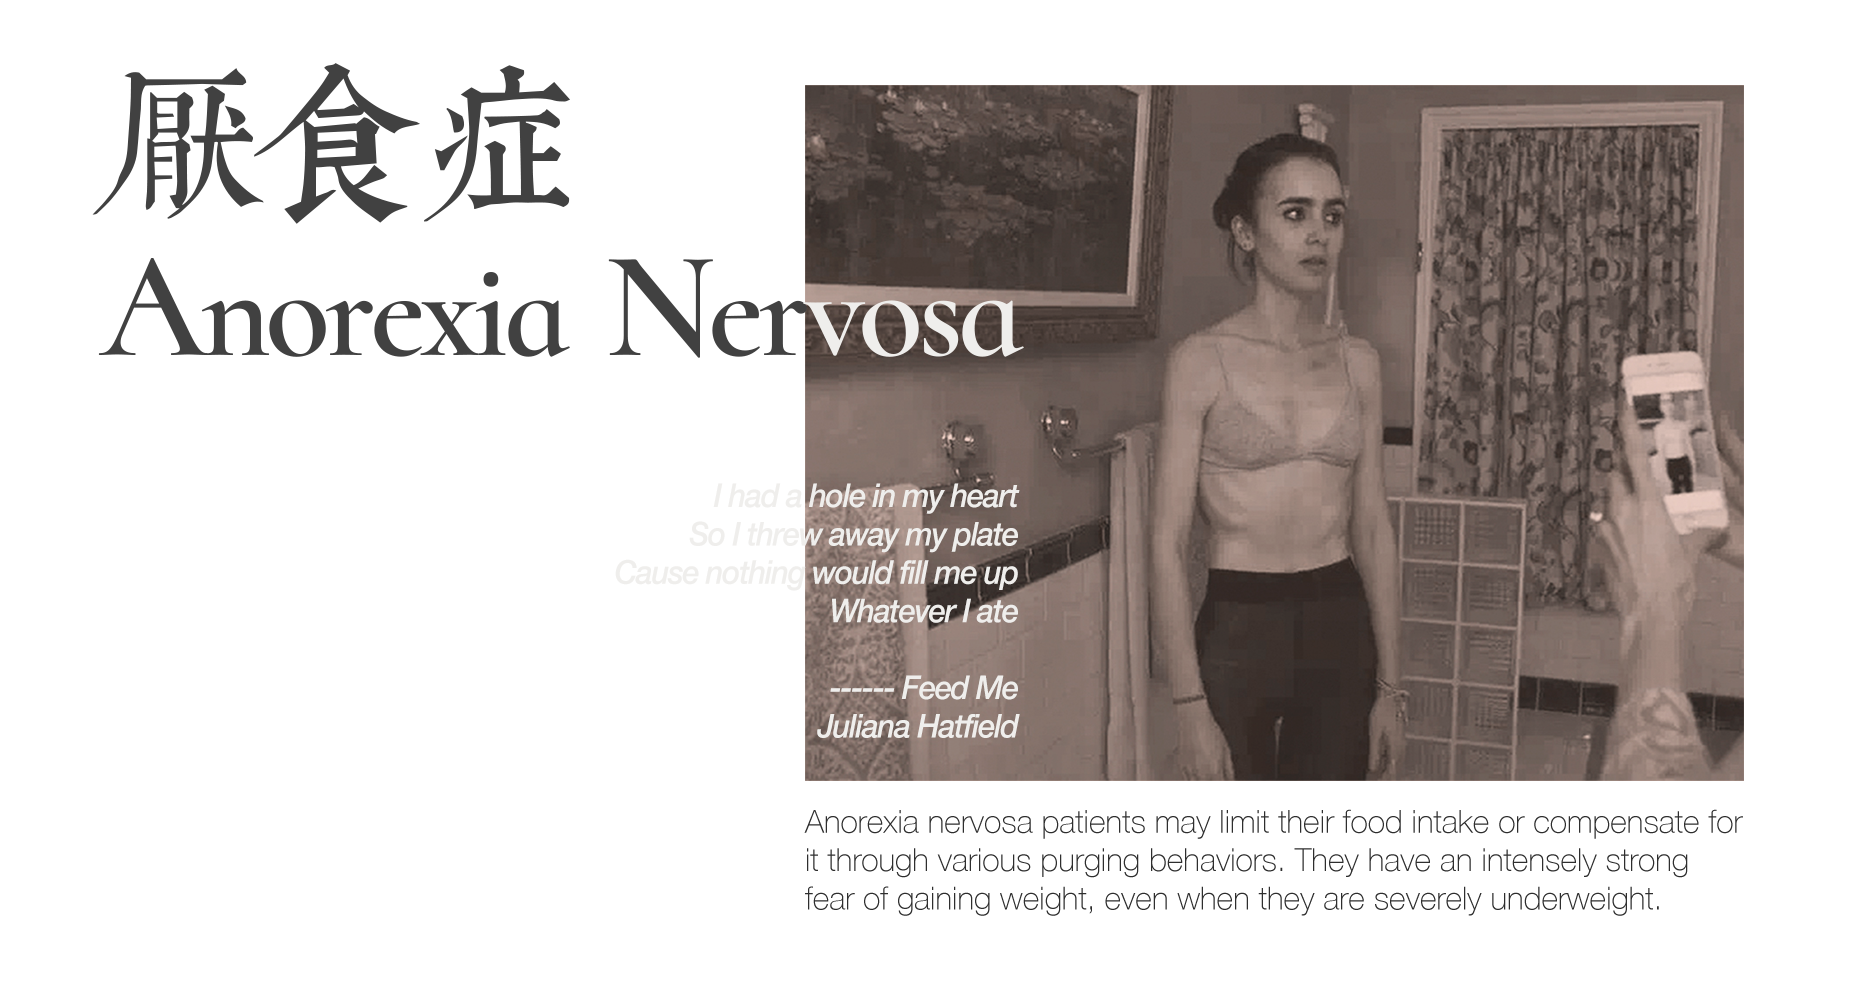 厭食症
Anorexia Nervosa
I had a hole in my heart
So I threw away my plate
Cause nothing would fill me up
Whatever I ate
------ Feed Me
Juliana Hatfield
Anorexia nervosa patients may limit their food intake or compensate for
it through various purging behaviors. They have an intensely strong
fear of gaining weight, even when they are severely underweight.